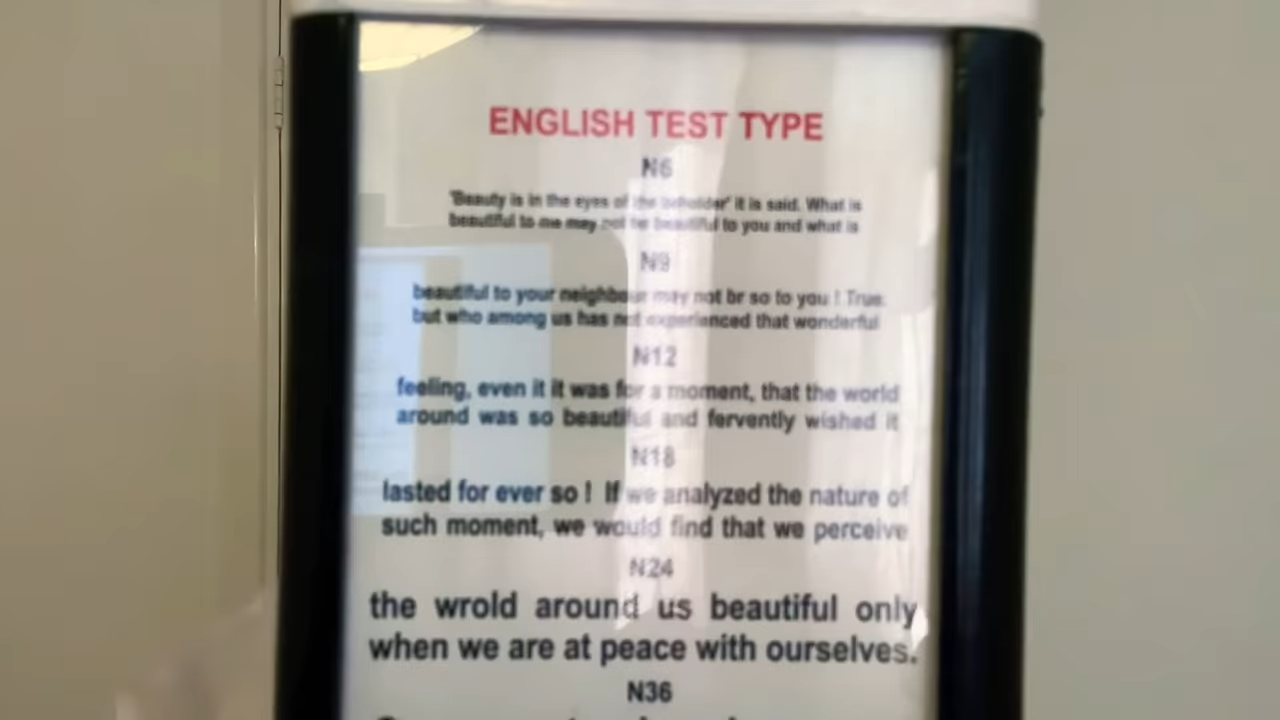 ENGLISH TEST TYPE
N6
'Beauty is in the eyes of the beholder' it is said. What is
beautiful to me may not be beautiful to you and what is
N9
beautiful to your neighbour may not br so to you ! True.
but who among us has not experienced that wonderful
N12
feeling, even it it was for a moment, that the world
around was so beautiful and fervently wished it
N18
lasted for ever so ! If we analyzed the nature of
such moment, we would find that we perceive
N24
the wrold around us beautiful only
when we are at peace with ourselves.
N36